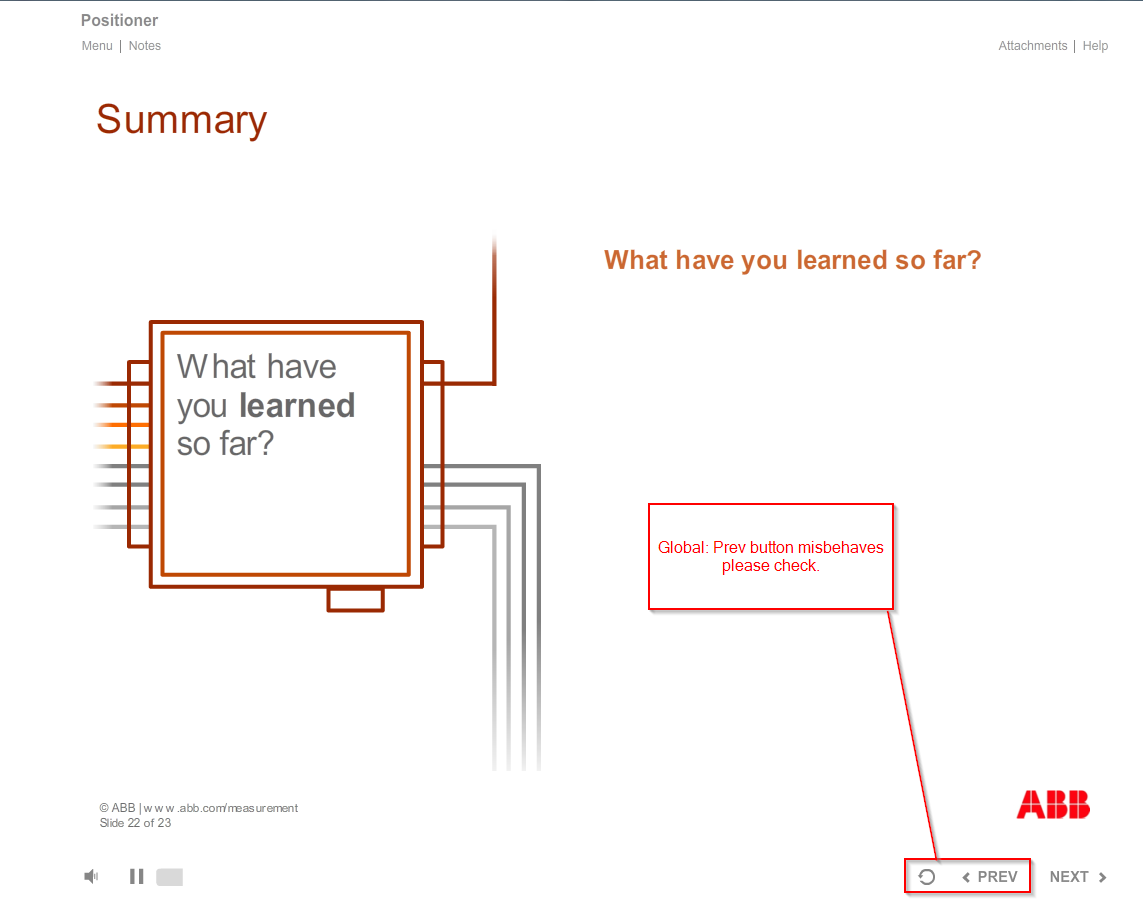 Positioner
Menu | Notes
Attachments | Help
Summary
What have you learned so far?
What have
you learned
so far?
Global: Prev button misbehaves
please check.
© ABB | www.abb.com/measurement
Slide 22 of 23
ABB
PREV
NEXT